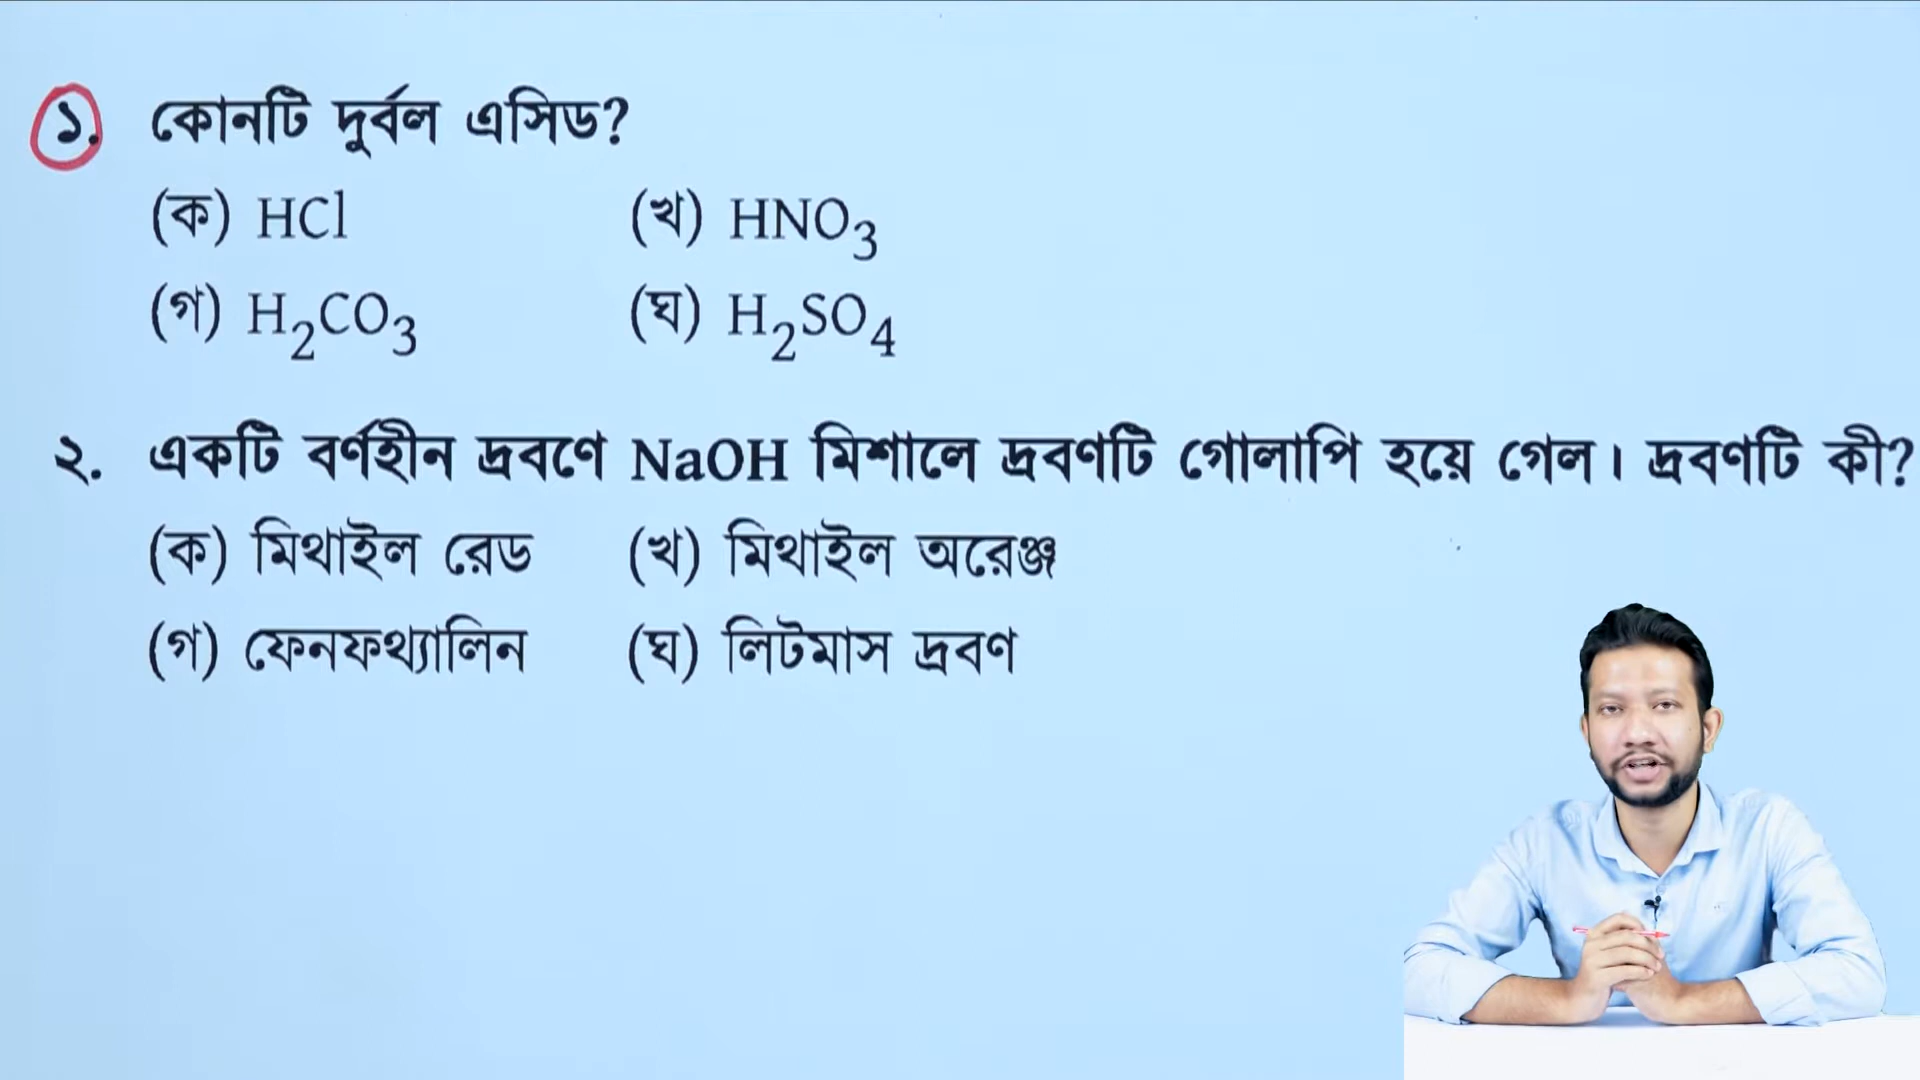 ১. কোনটি দুর্বল এসিড?
(ক) HCl (খ) HNO₃
(গ) H₂CO₃ (ঘ) H₂SO₄
২. একটি বর্ণহীন দ্রবণে NaOH মিশালে দ্রবণটি গোলাপি হয়ে গেল। দ্রবণটি কী?
(ক) মিথাইল রেড (খ) মিথাইল অরেঞ্জ
(গ) ফেনফথ্যালিন (ঘ) লিটমাস দ্রবণ